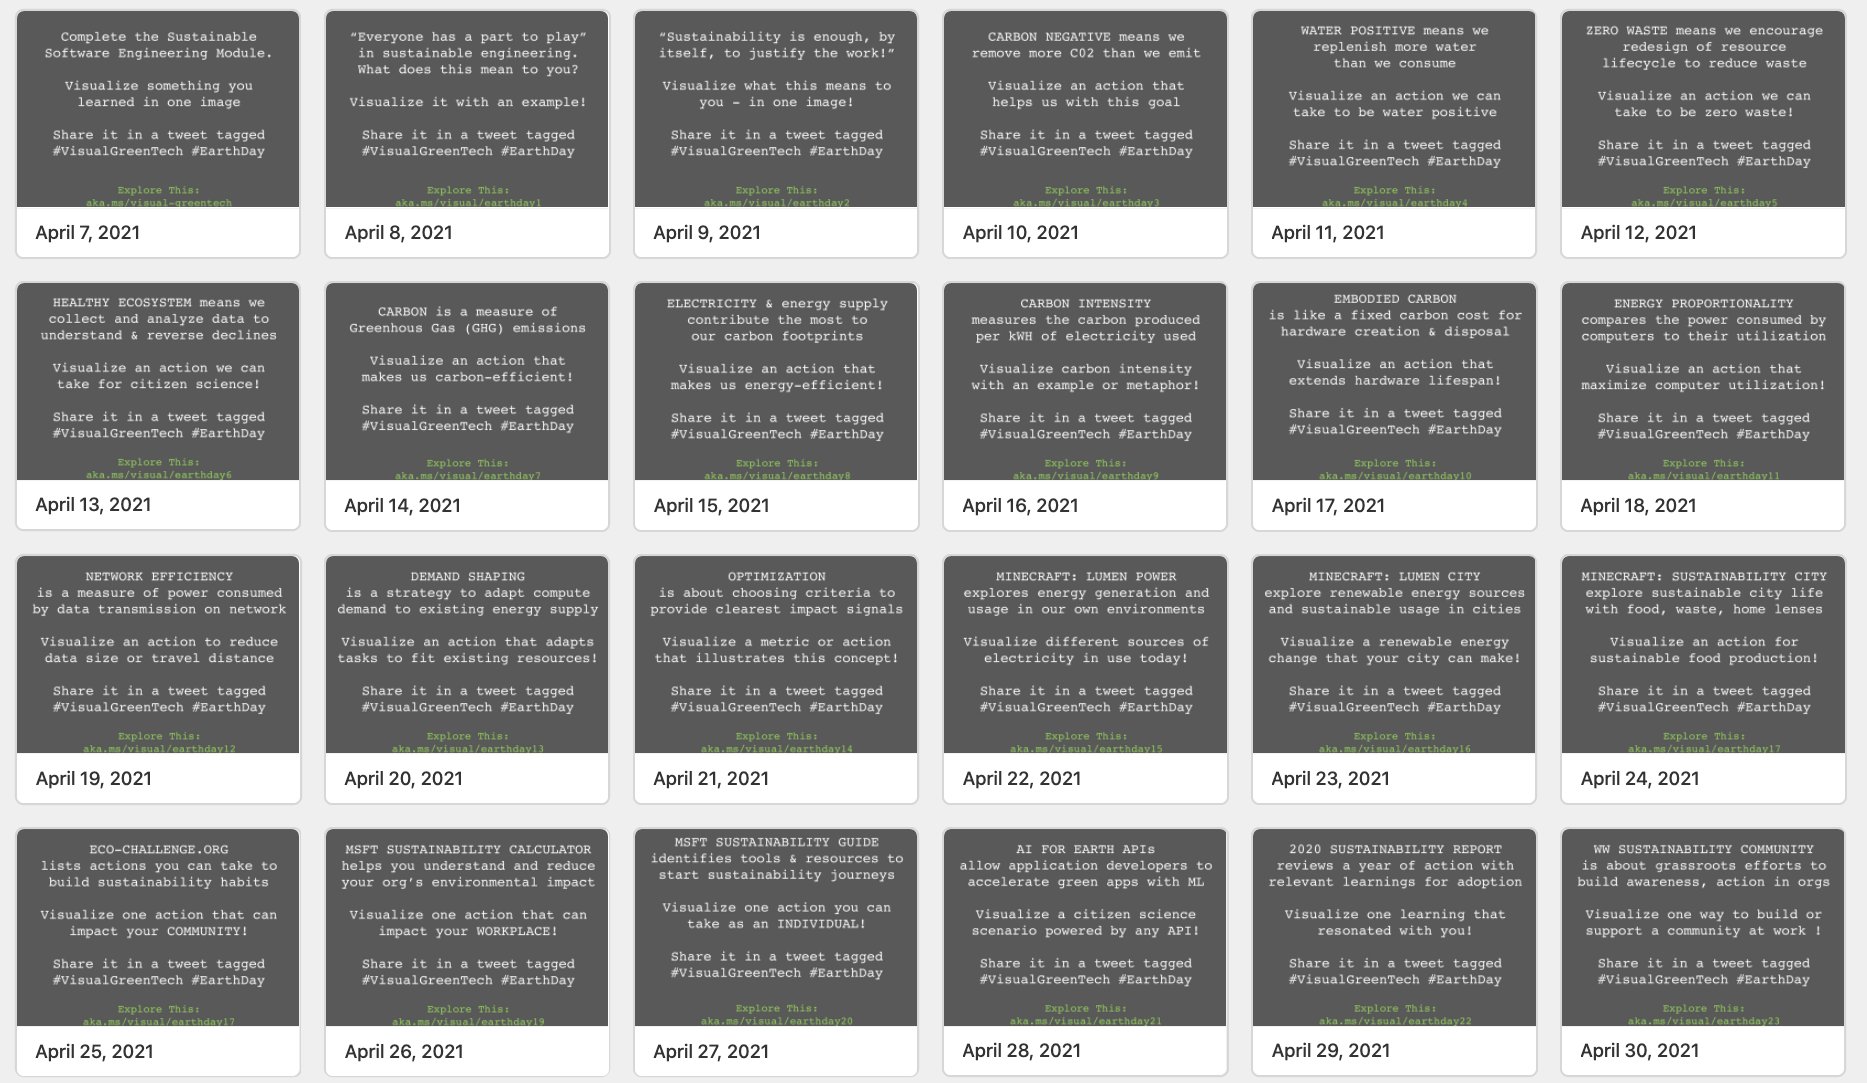 Complete the Sustainable
Software Engineering Module.
Visualize something you
learned in one image
Share it in a tweet tagged
#VisualGreenTech #EarthDay
Explore This:
aka.ms/visual-greentech
April 7, 2021
“Everyone has a part to play”
in sustainable engineering.
What does this mean to you?
Visualize it with an example!
Share it in a tweet tagged
#VisualGreenTech #EarthDay
Explore This:
aka.ms/visual/earthday1
April 8, 2021
“Sustainability is enough, by
itself, to justify the work!”
Visualize what this means to
you - in one image!
Share it in a tweet tagged
#VisualGreenTech #EarthDay
Explore This:
aka.ms/visual/earthday2
April 9, 2021
CARBON NEGATIVE means we
remove more C02 than we emit
Visualize an action that
helps us with this goal
Share it in a tweet tagged
#VisualGreenTech #EarthDay
Explore This:
aka.ms/visual/earthday3
April 10, 2021
WATER POSITIVE means we
replenish more water
than we consume
Visualize an action we can
take to be water positive
Share it in a tweet tagged
#VisualGreenTech #EarthDay
Explore This:
aka.ms/visual/earthday4
April 11, 2021
ZERO WASTE means we encourage
redesign of resource
lifecycle to reduce waste
Visualize an action we can
take to be zero waste!
Share it in a tweet tagged
#VisualGreenTech #EarthDay
Explore This:
aka.ms/visual/earthday5
April 12, 2021
HEALTHY ECOSYSTEM means we
collect and analyze data to
understand & reverse declines
Visualize an action we can
take for citizen science!
Share it in a tweet tagged
#VisualGreenTech #EarthDay
Explore This:
aka.ms/visual/earthday6
April 13, 2021
CARBON is a measure of
Greenhous Gas (GHG) emissions
Visualize an action that
makes us carbon-efficient!
Share it in a tweet tagged
#VisualGreenTech #EarthDay
Explore This:
aka.ms/visual/earthday7
April 14, 2021
ELECTRICITY & energy supply
contribute the most to
our carbon footprints
Visualize an action that
makes us energy-efficient!
Share it in a tweet tagged
#VisualGreenTech #EarthDay
Explore This:
aka.ms/visual/earthday8
April 15, 2021
CARBON INTENSITY
measures the carbon produced
per kWH of electricity used
Visualize carbon intensity
with an example or metaphor!
Share it in a tweet tagged
#VisualGreenTech #EarthDay
Explore This:
aka.ms/visual/earthday9
April 16, 2021
EMBODIED CARBON
is like a fixed carbon cost for
hardware creation & disposal
Visualize an action that
extends hardware lifespan!
Share it in a tweet tagged
#VisualGreenTech #EarthDay
Explore This:
aka.ms/visual/earthday10
April 17, 2021
ENERGY PROPORTIONALITY
compares the power consumed by
computers to their utilization
Visualize an action that
maximize computer utilization!
Share it in a tweet tagged
#VisualGreenTech #EarthDay
Explore This:
aka.ms/visual/earthday11
April 18, 2021
NETWORK EFFICIENCY
is a measure of power consumed
by data transmission on network
Visualize an action to reduce
data size or travel distance
Share it in a tweet tagged
#VisualGreenTech #EarthDay
Explore This:
aka.ms/visual/earthday12
April 19, 2021
DEMAND SHAPING
is a strategy to adapt compute
demand to existing energy supply
Visualize an action that adapts
tasks to fit existing resources!
Share it in a tweet tagged
#VisualGreenTech #EarthDay
Explore This:
aka.ms/visual/earthday13
April 20, 2021
OPTIMIZATION
is about choosing criteria to
provide clearest impact signals
Visualize a metric or action
that illustrates this concept!
Share it in a tweet tagged
#VisualGreenTech #EarthDay
Explore This:
aka.ms/visual/earthday14
April 21, 2021
MINECRAFT: LUMEN POWER
explores energy generation and
usage in our own environments
Visualize different sources of
electricity in use today!
Share it in a tweet tagged
#VisualGreenTech #EarthDay
Explore This:
aka.ms/visual/earthday15
April 22, 2021
MINECRAFT: LUMEN CITY
explore renewable energy sources
and sustainable usage in cities
Visualize a renewable energy
change that your city can make!
Share it in a tweet tagged
#VisualGreenTech #EarthDay
Explore This:
aka.ms/visual/earthday16
April 23, 2021
MINECRAFT: SUSTAINABILITY CITY
explore sustainable city life
with food, waste, home lenses
Visualize an action for
sustainable food production!
Share it in a tweet tagged
#VisualGreenTech #EarthDay
Explore This:
aka.ms/visual/earthday17
April 24, 2021
ECO-CHALLENGE.ORG
lists actions you can take to
build sustainability habits
Visualize one action that can
impact your COMMUNITY!
Share it in a tweet tagged
#VisualGreenTech #EarthDay
Explore This:
aka.ms/visual/earthday17
April 25, 2021
MSFT SUSTAINABILITY CALCULATOR
helps you understand and reduce
your org’s environmental impact
Visualize one action that can
impact your WORKPLACE!
Share it in a tweet tagged
#VisualGreenTech #EarthDay
Explore This:
aka.ms/visual/earthday19
April 26, 2021
MSFT SUSTAINABILITY GUIDE
identifies tools & resources to
start sustainability journeys
Visualize one action you can
take as an INDIVIDUAL!
Share it in a tweet tagged
#VisualGreenTech #EarthDay
Explore This:
aka.ms/visual/earthday20
April 27, 2021
AI FOR EARTH APIs
allow application developers to
accelerate green apps with ML
Visualize a citizen science
scenario powered by any API!
Share it in a tweet tagged
#VisualGreenTech #EarthDay
Explore This:
aka.ms/visual/earthday21
April 28, 2021
2020 SUSTAINABILITY REPORT
reviews a year of action with
relevant learnings for adoption
Visualize one learning that
resonated with you!
Share it in a tweet tagged
#VisualGreenTech #EarthDay
Explore This:
aka.ms/visual/earthday22
April 29, 2021
WW SUSTAINABILITY COMMUNITY
is about grassroots efforts to
build awareness, action in orgs
Visualize one way to build or
support a community at work !
Share it in a tweet tagged
#VisualGreenTech #EarthDay
Explore This:
aka.ms/visual/earthday23
April 30, 2021